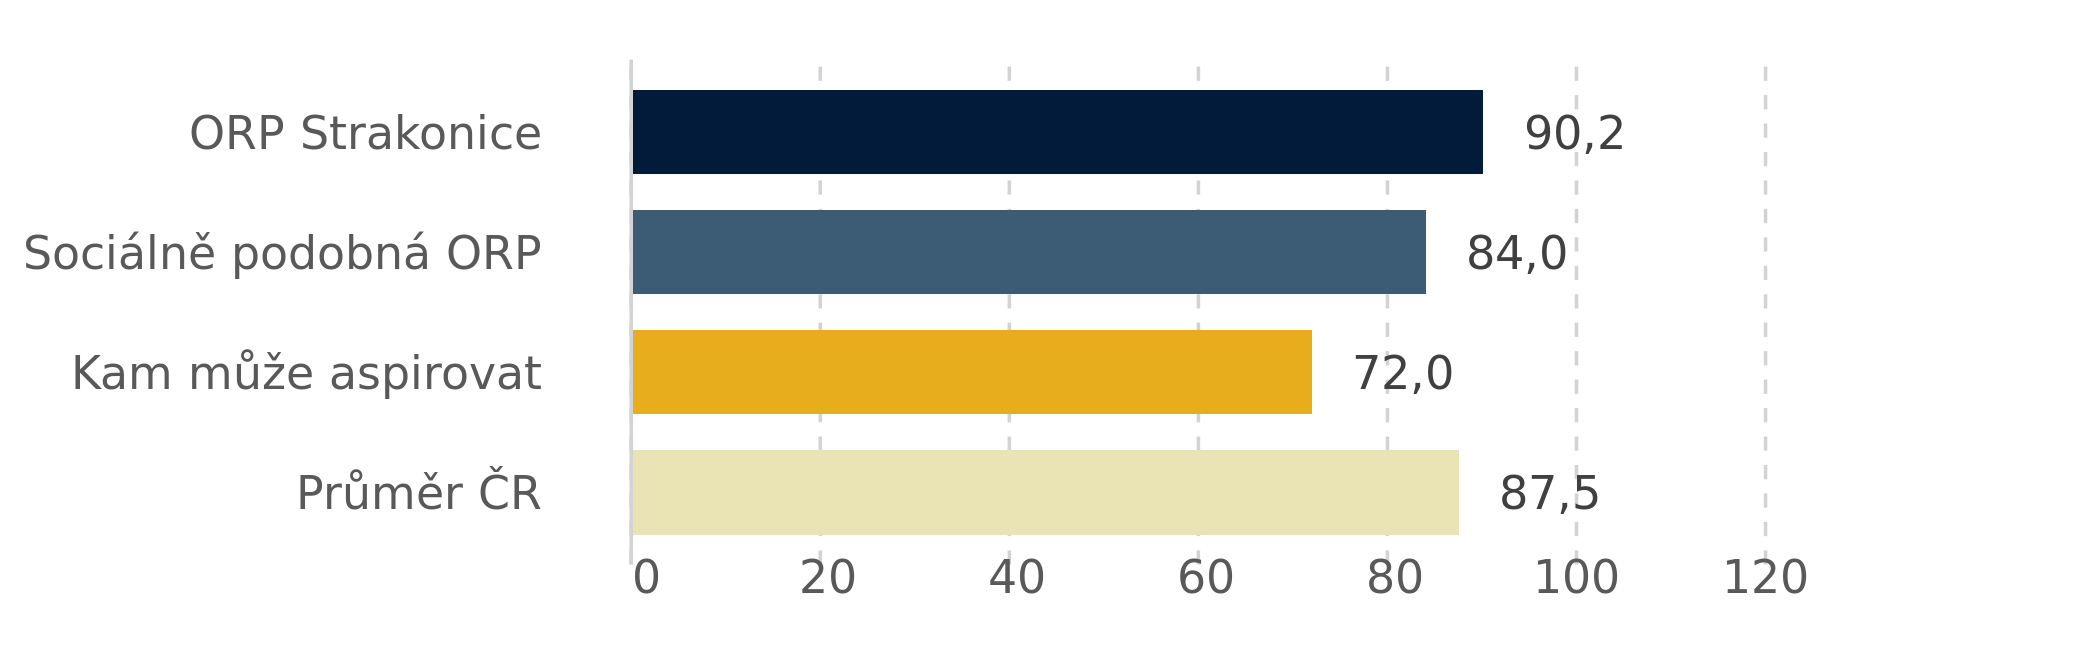 ORP Strakonice 90,2
Sociálně podobná ORP 84,0
Kam může aspirovat 72,0
Průměr ČR 87,5
0 20 40 60 80 100 120